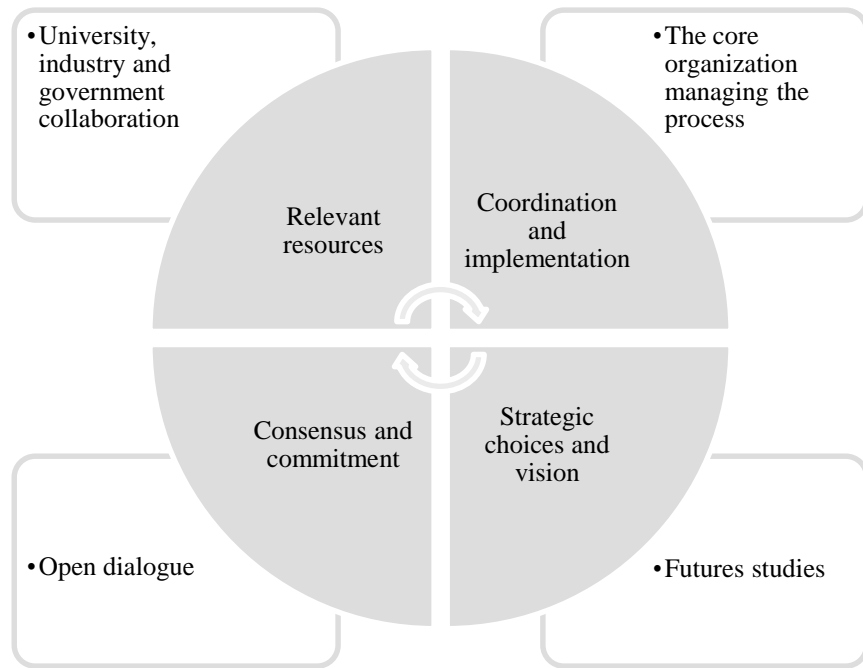 •University,
industry and
government
collaboration
•The core
organization
managing the
process
Relevant
resources
Coordination
and
implementation
Consensus and
commitment
Strategic
choices and
vision
•Open dialogue
•Futures studies